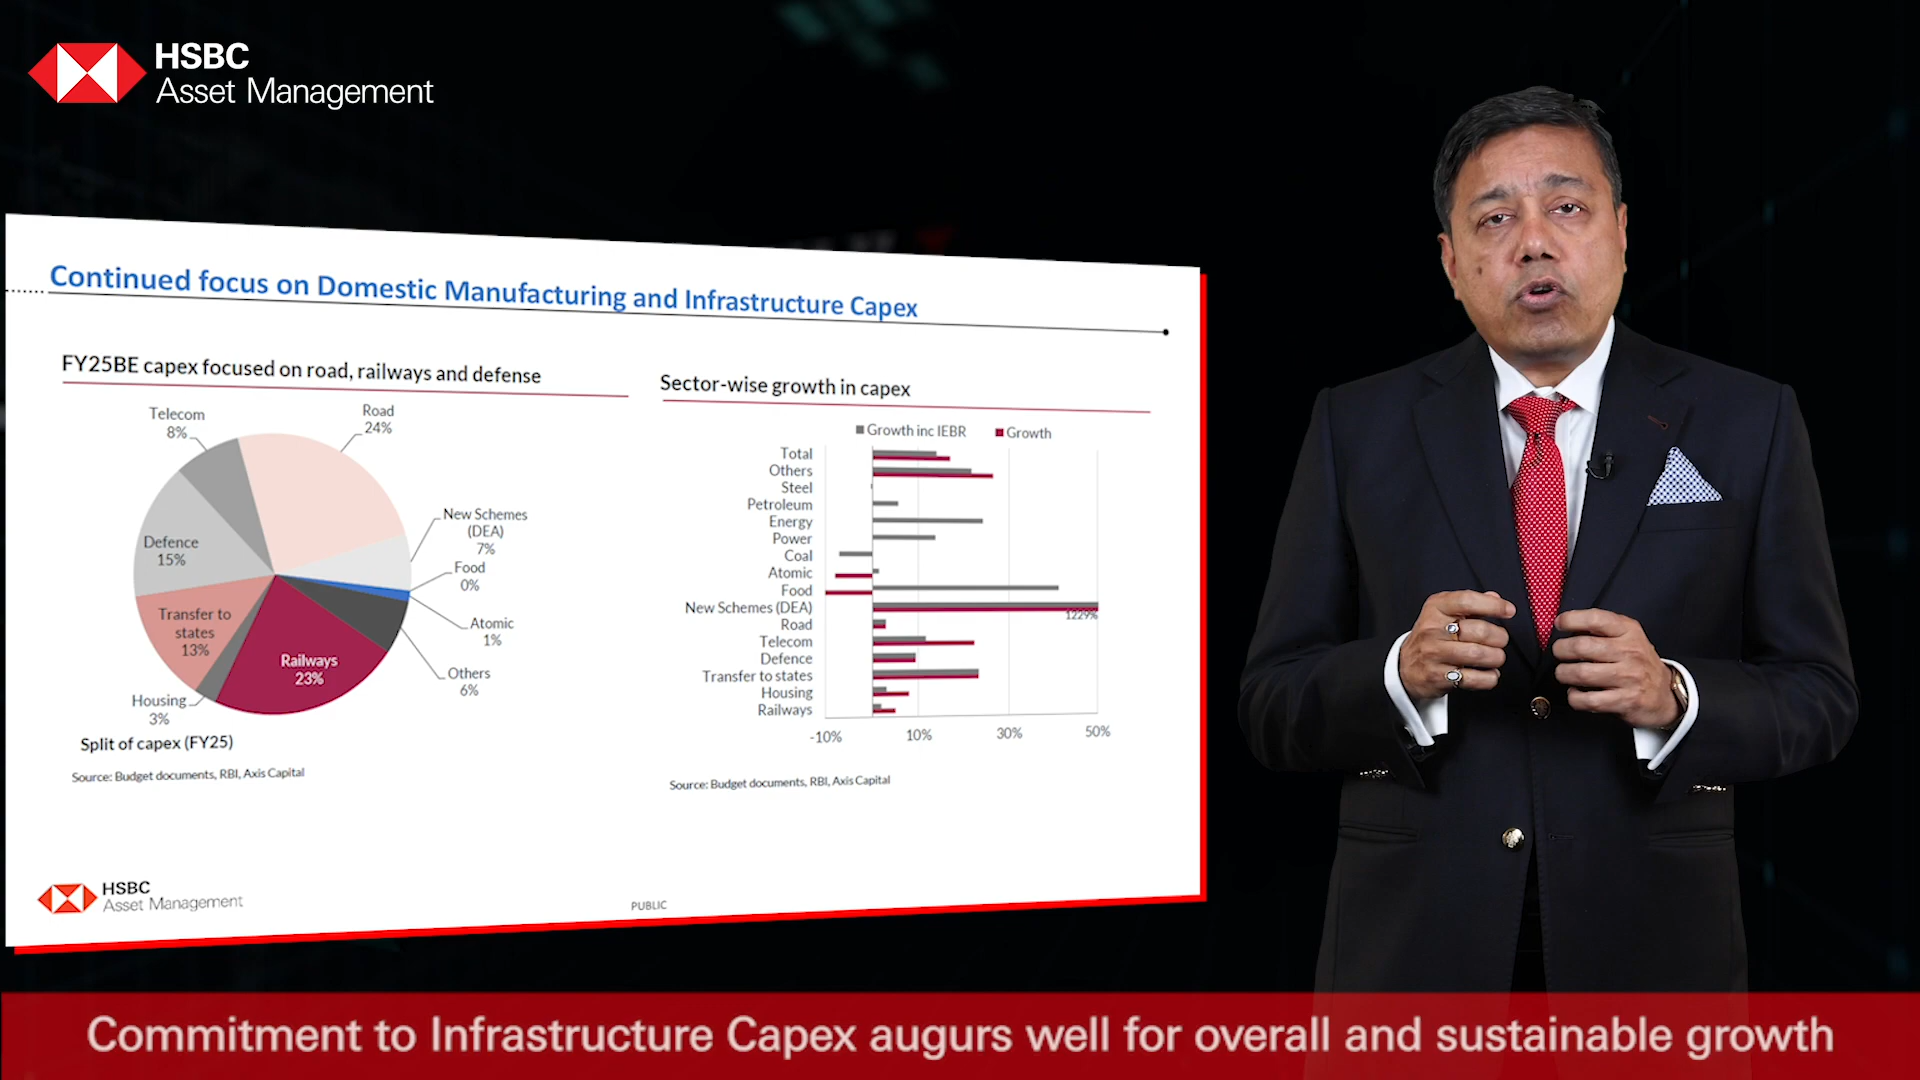 HSBC
Asset Management
Continued focus on Domestic Manufacturing and Infrastructure Capex
FY25BE capex focused on road, railways and defense
Telecom
8%
Road
24%
New Schemes
(DEA)
7%
Food
0%
Atomic
1%
Others
6%
Railways
23%
Housing
3%
Transfer to
states
13%
Defence
15%
Split of capex (FY25)
Source: Budget documents, RBI, Axis Capital
Sector-wise growth in capex
Growth inc IEBR
Growth
Total
Others
Steel
Petroleum
Energy
Power
Coal
Atomic
Food
New Schemes (DEA)
1229%
Road
Telecom
Defence
Transfer to states
Housing
Railways
-10%
10%
30%
50%
Source: Budget documents, RBI, Axis Capital
HSBC
Asset Management
PUBLIC
Commitment to Infrastructure Capex augurs well for overall and sustainable growth